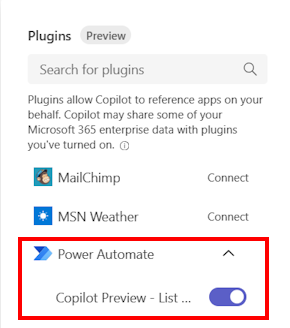 Plugins Preview
Search for plugins
Plugins allow Copilot to reference apps on your
behalf. Copilot may share some of your
Microsoft 365 enterprise data with plugins
you've turned on.
MailChimp Connect
MSN Weather Connect
Power Automate
Copilot Preview - List ...